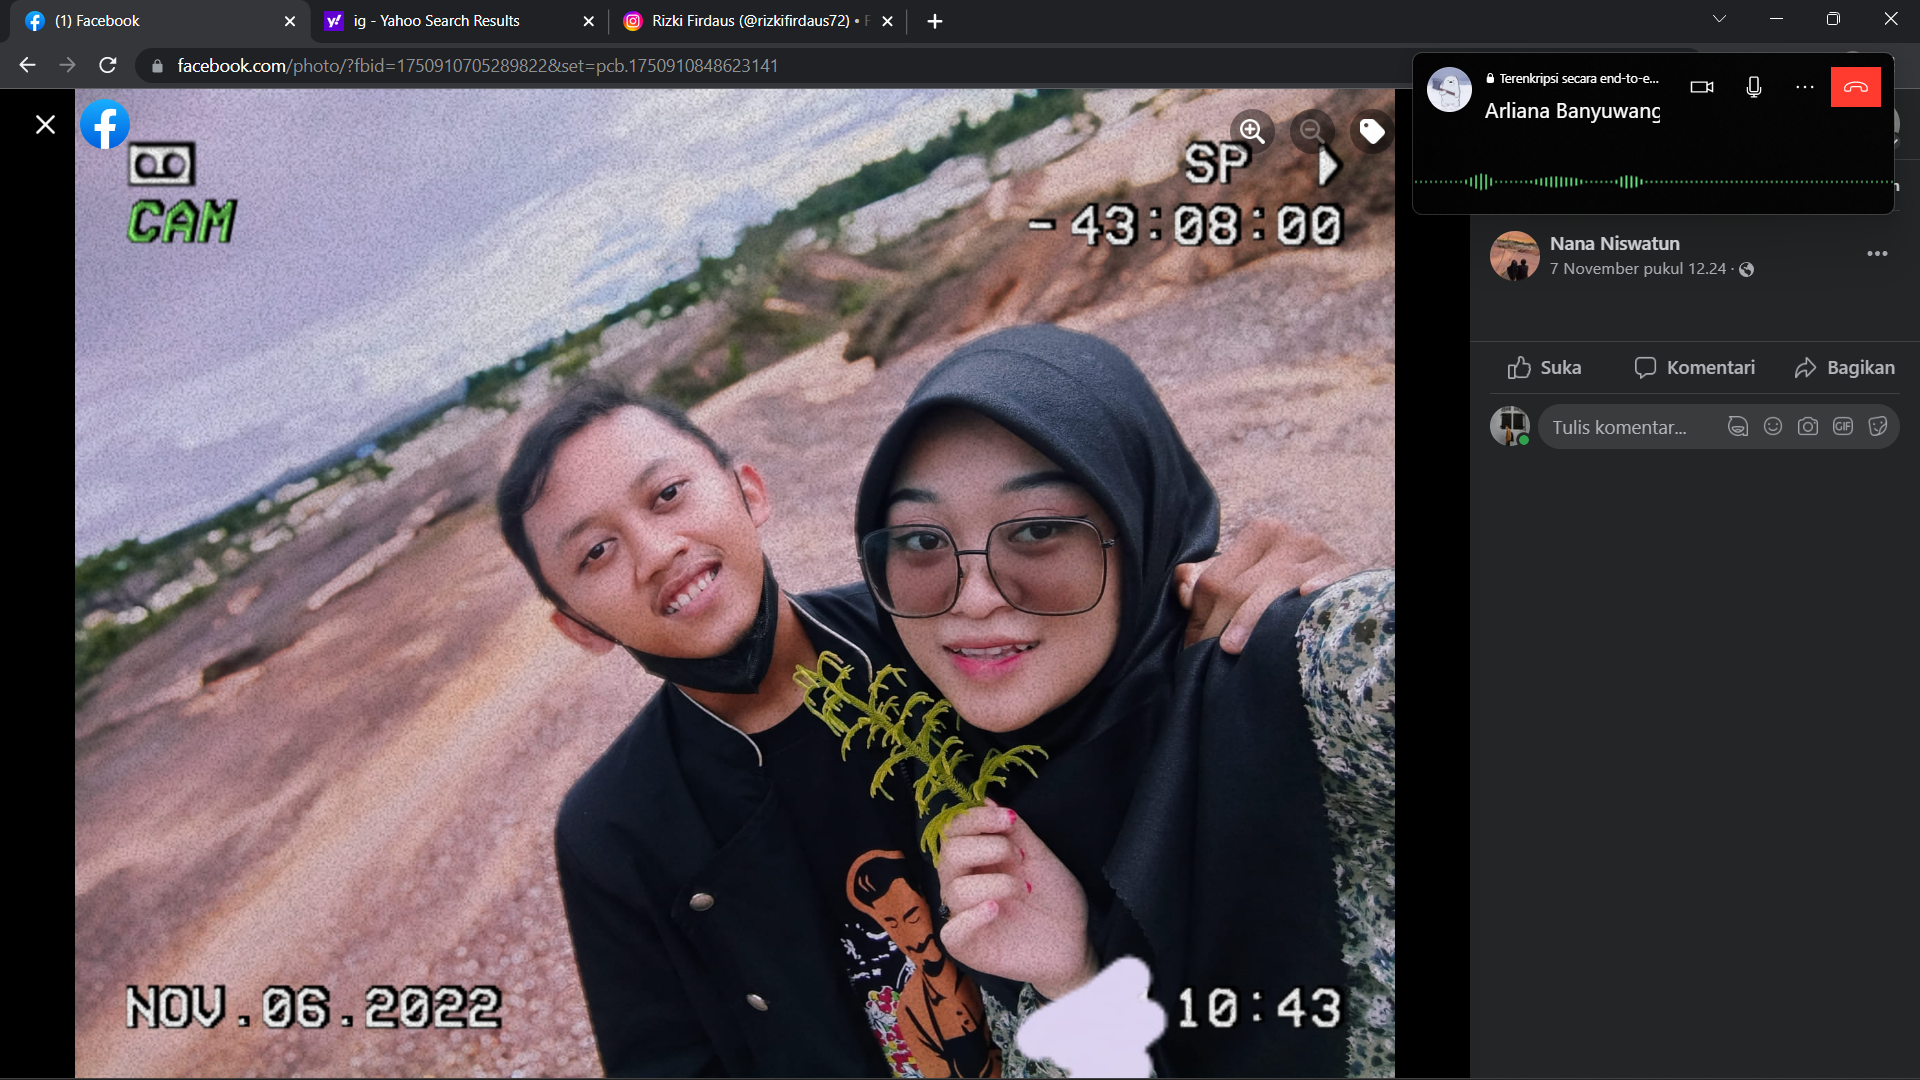 (1) Facebook
ig - Yahoo Search Results
Rizki Firdaus (@rizkifirdaus72) •
facebook.com/photo/?fbid=1750910705289822&set=pcb.1750910848623141
Terenkripsi secara end-to-e...
Arliana Banyuwang
CAM
SP
-43:08:00
Nana Niswatun
7 November pukul 12.24 ·
Suka
Komentari
Bagikan
Tulis komentar...
GIF
NOV.06.2022
10:43